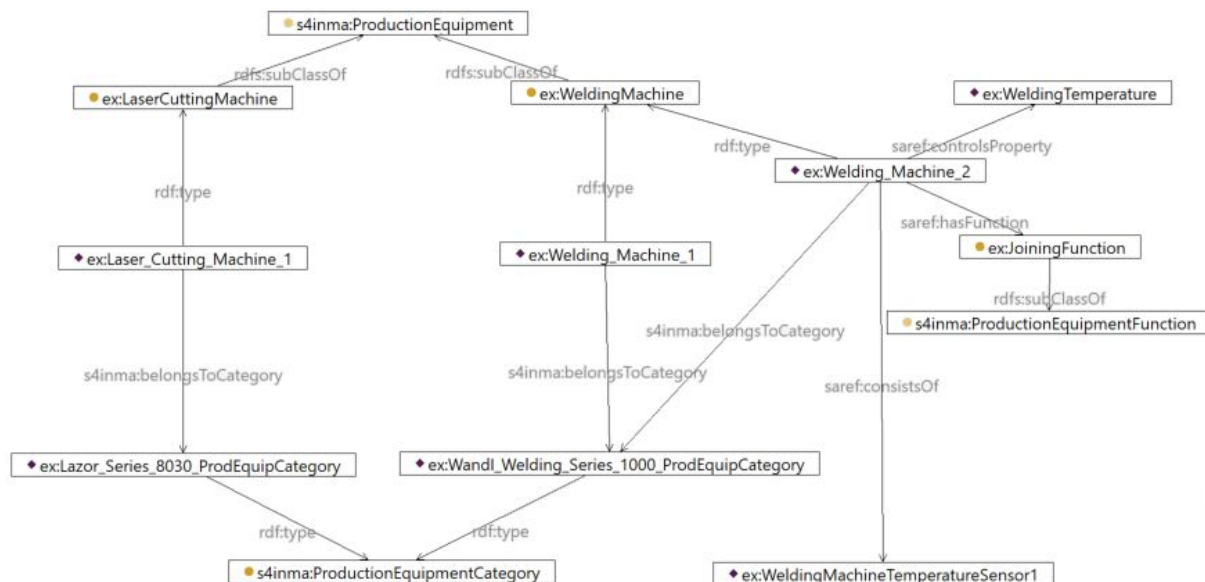 s4inma:ProductionEquipment
rdfs:subClassOf
rdfs:subClassOf
ex:LaserCuttingMachine
ex:WeldingMachine
ex:WeldingTemperature
rdf:type
saref:controlsProperty
ex:Welding_Machine_2
rdf:type
rdf:type
saref:hasFunction
ex:Laser_Cutting_Machine_1
ex:Welding_Machine_1
ex:JoiningFunction
rdfs:subClassOf
s4inma:ProductionEquipmentFunction
s4inma:belongsToCategory
s4inma:belongsToCategory
s4inma:belongsToCategory
saref:consistsOf
ex:Lazor_Series_8030_ProdEquipCategory
ex:WandI_Welding_Series_1000_ProdEquipCategory
rdf:type
rdf:type
s4inma:ProductionEquipmentCategory
ex:WeldingMachineTemperatureSensor1